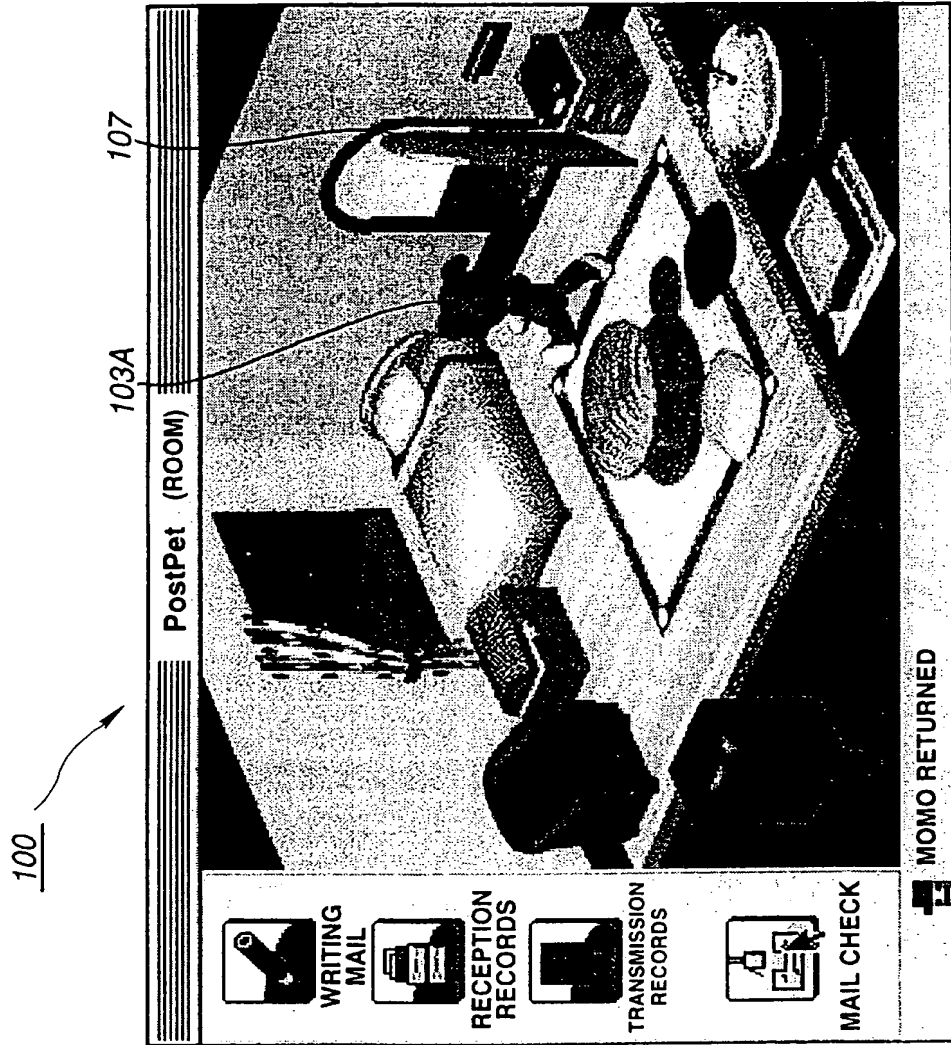 100
103A
107
PostPet (ROOM)
WRITING
MAIL
RECEPTION
RECORDS
TRANSMISSION
RECORDS
MAIL CHECK
MOMO RETURNED